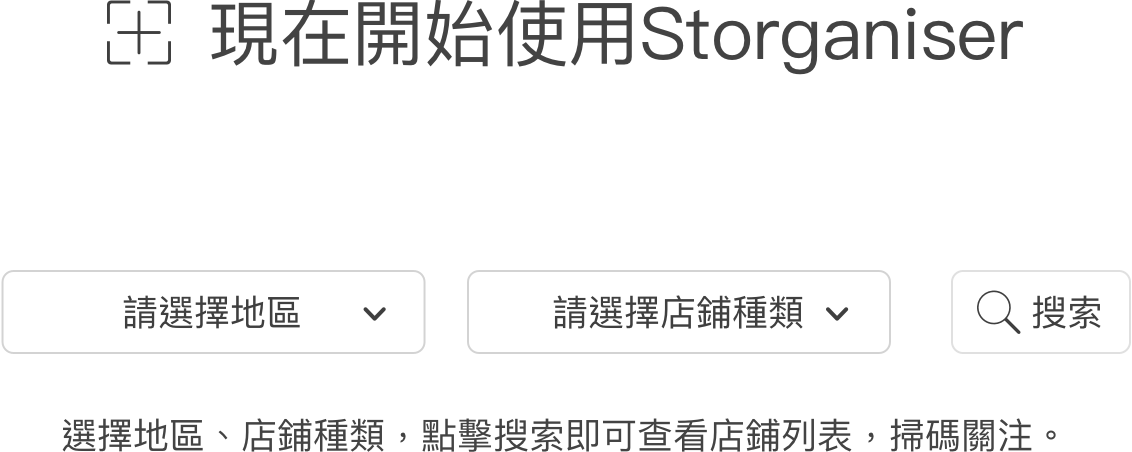 現在開始使用Storganiser
請選擇地區
請選擇店鋪種類
搜索
選擇地區、店鋪種類，點擊搜索即可查看店鋪列表，掃碼關注。